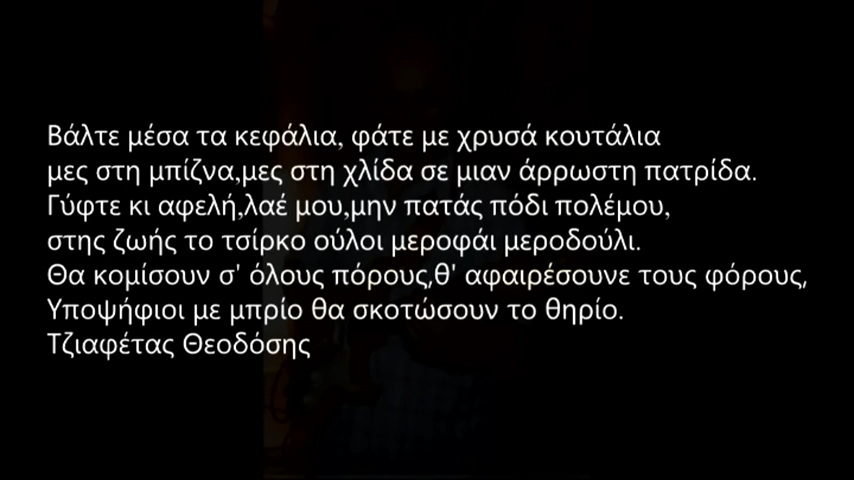 Βάλτε μέσα τα κεφάλια, φάτε με χρυσά κουτάλια
μες στη μπίζνα,μες στη χλίδα σε μιαν άρρωστη πατρίδα.
Γύφτε κι αφελή,λαέ μου,μην πατάς πόδι πολέμου,
στης ζωής το τσίρκο ούλοι μεροφάι μεροδούλι.
Θα κομίσουν σ' όλους πόρους,θ' αφαιρέσουνε τους φόρους,
Υποψήφιοι με μπρίο θα σκοτώσουν το θηρίο.
Τζιαφέτας Θεοδόσης